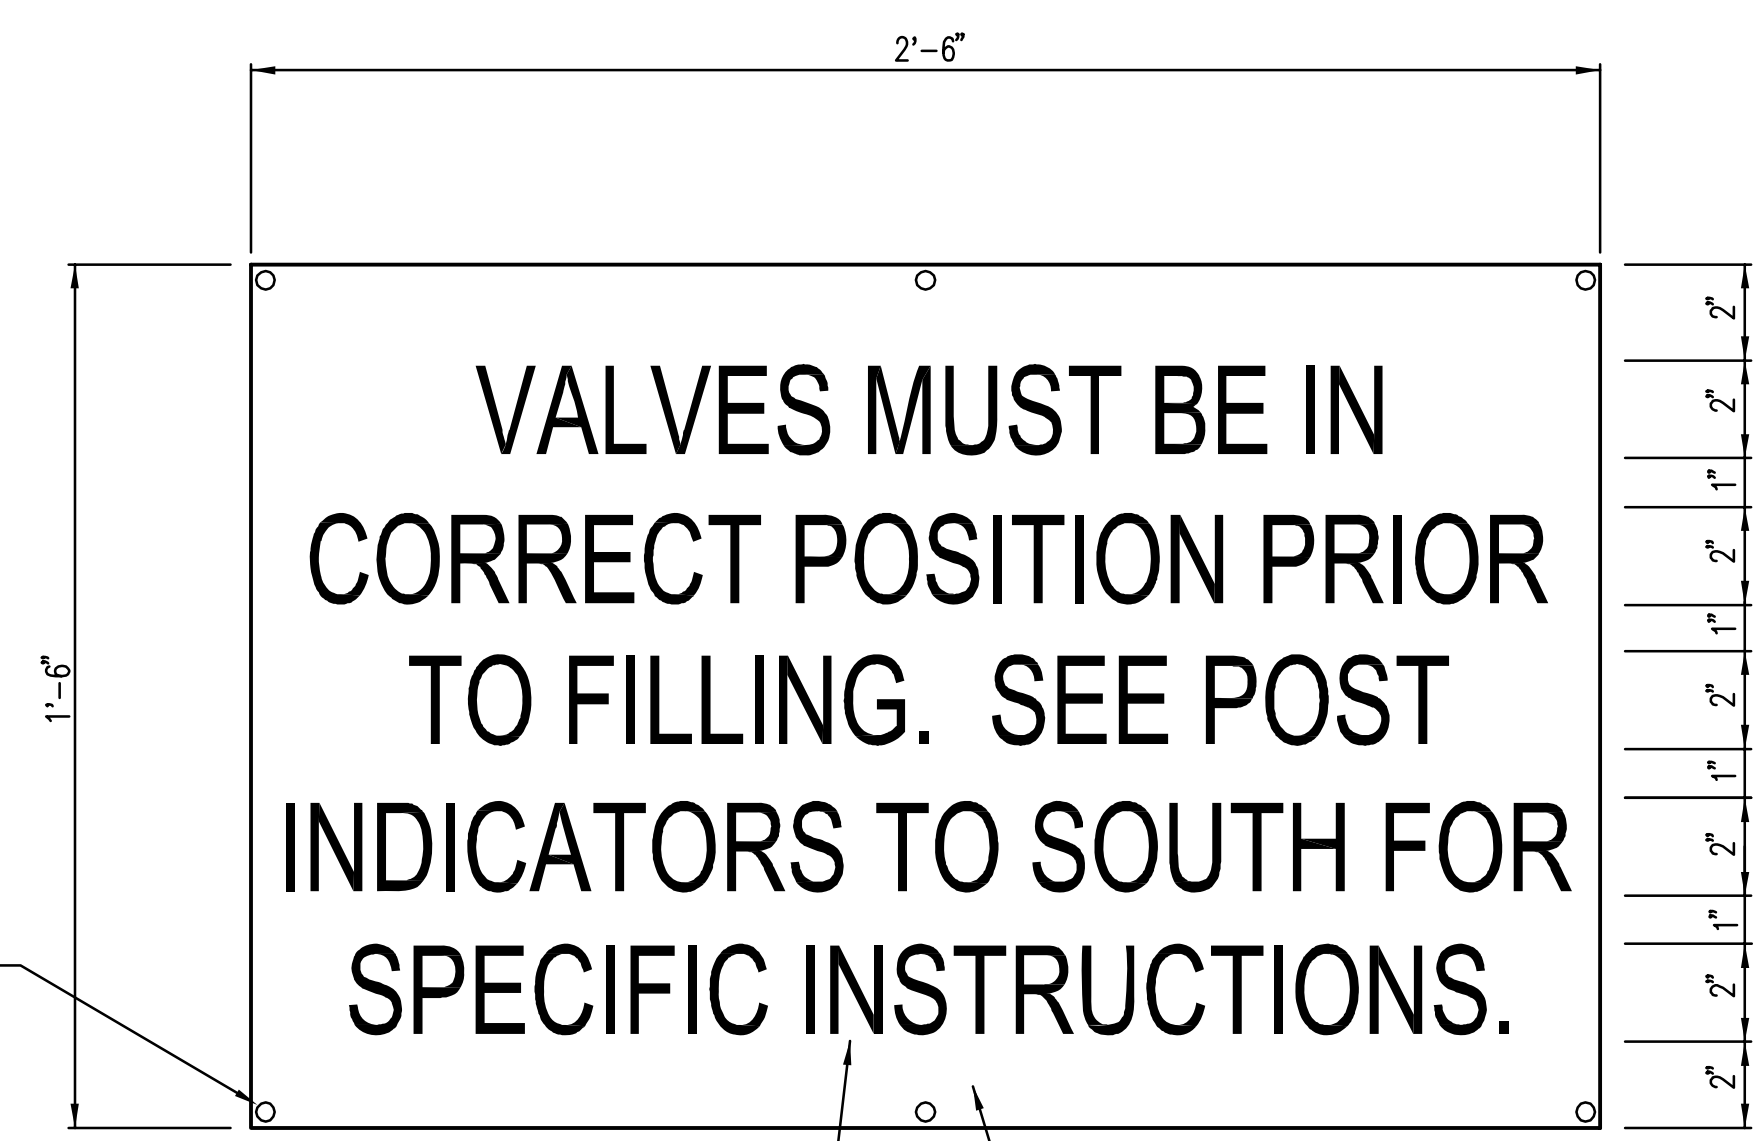 2'-6"
VALVES MUST BE IN
CORRECT POSITION PRIOR
TO FILLING.  SEE POST
INDICATORS TO SOUTH FOR
SPECIFIC INSTRUCTIONS.
1'-6"
2"
2"
1"
2"
1"
2"
1"
2"
1"
2"
2"